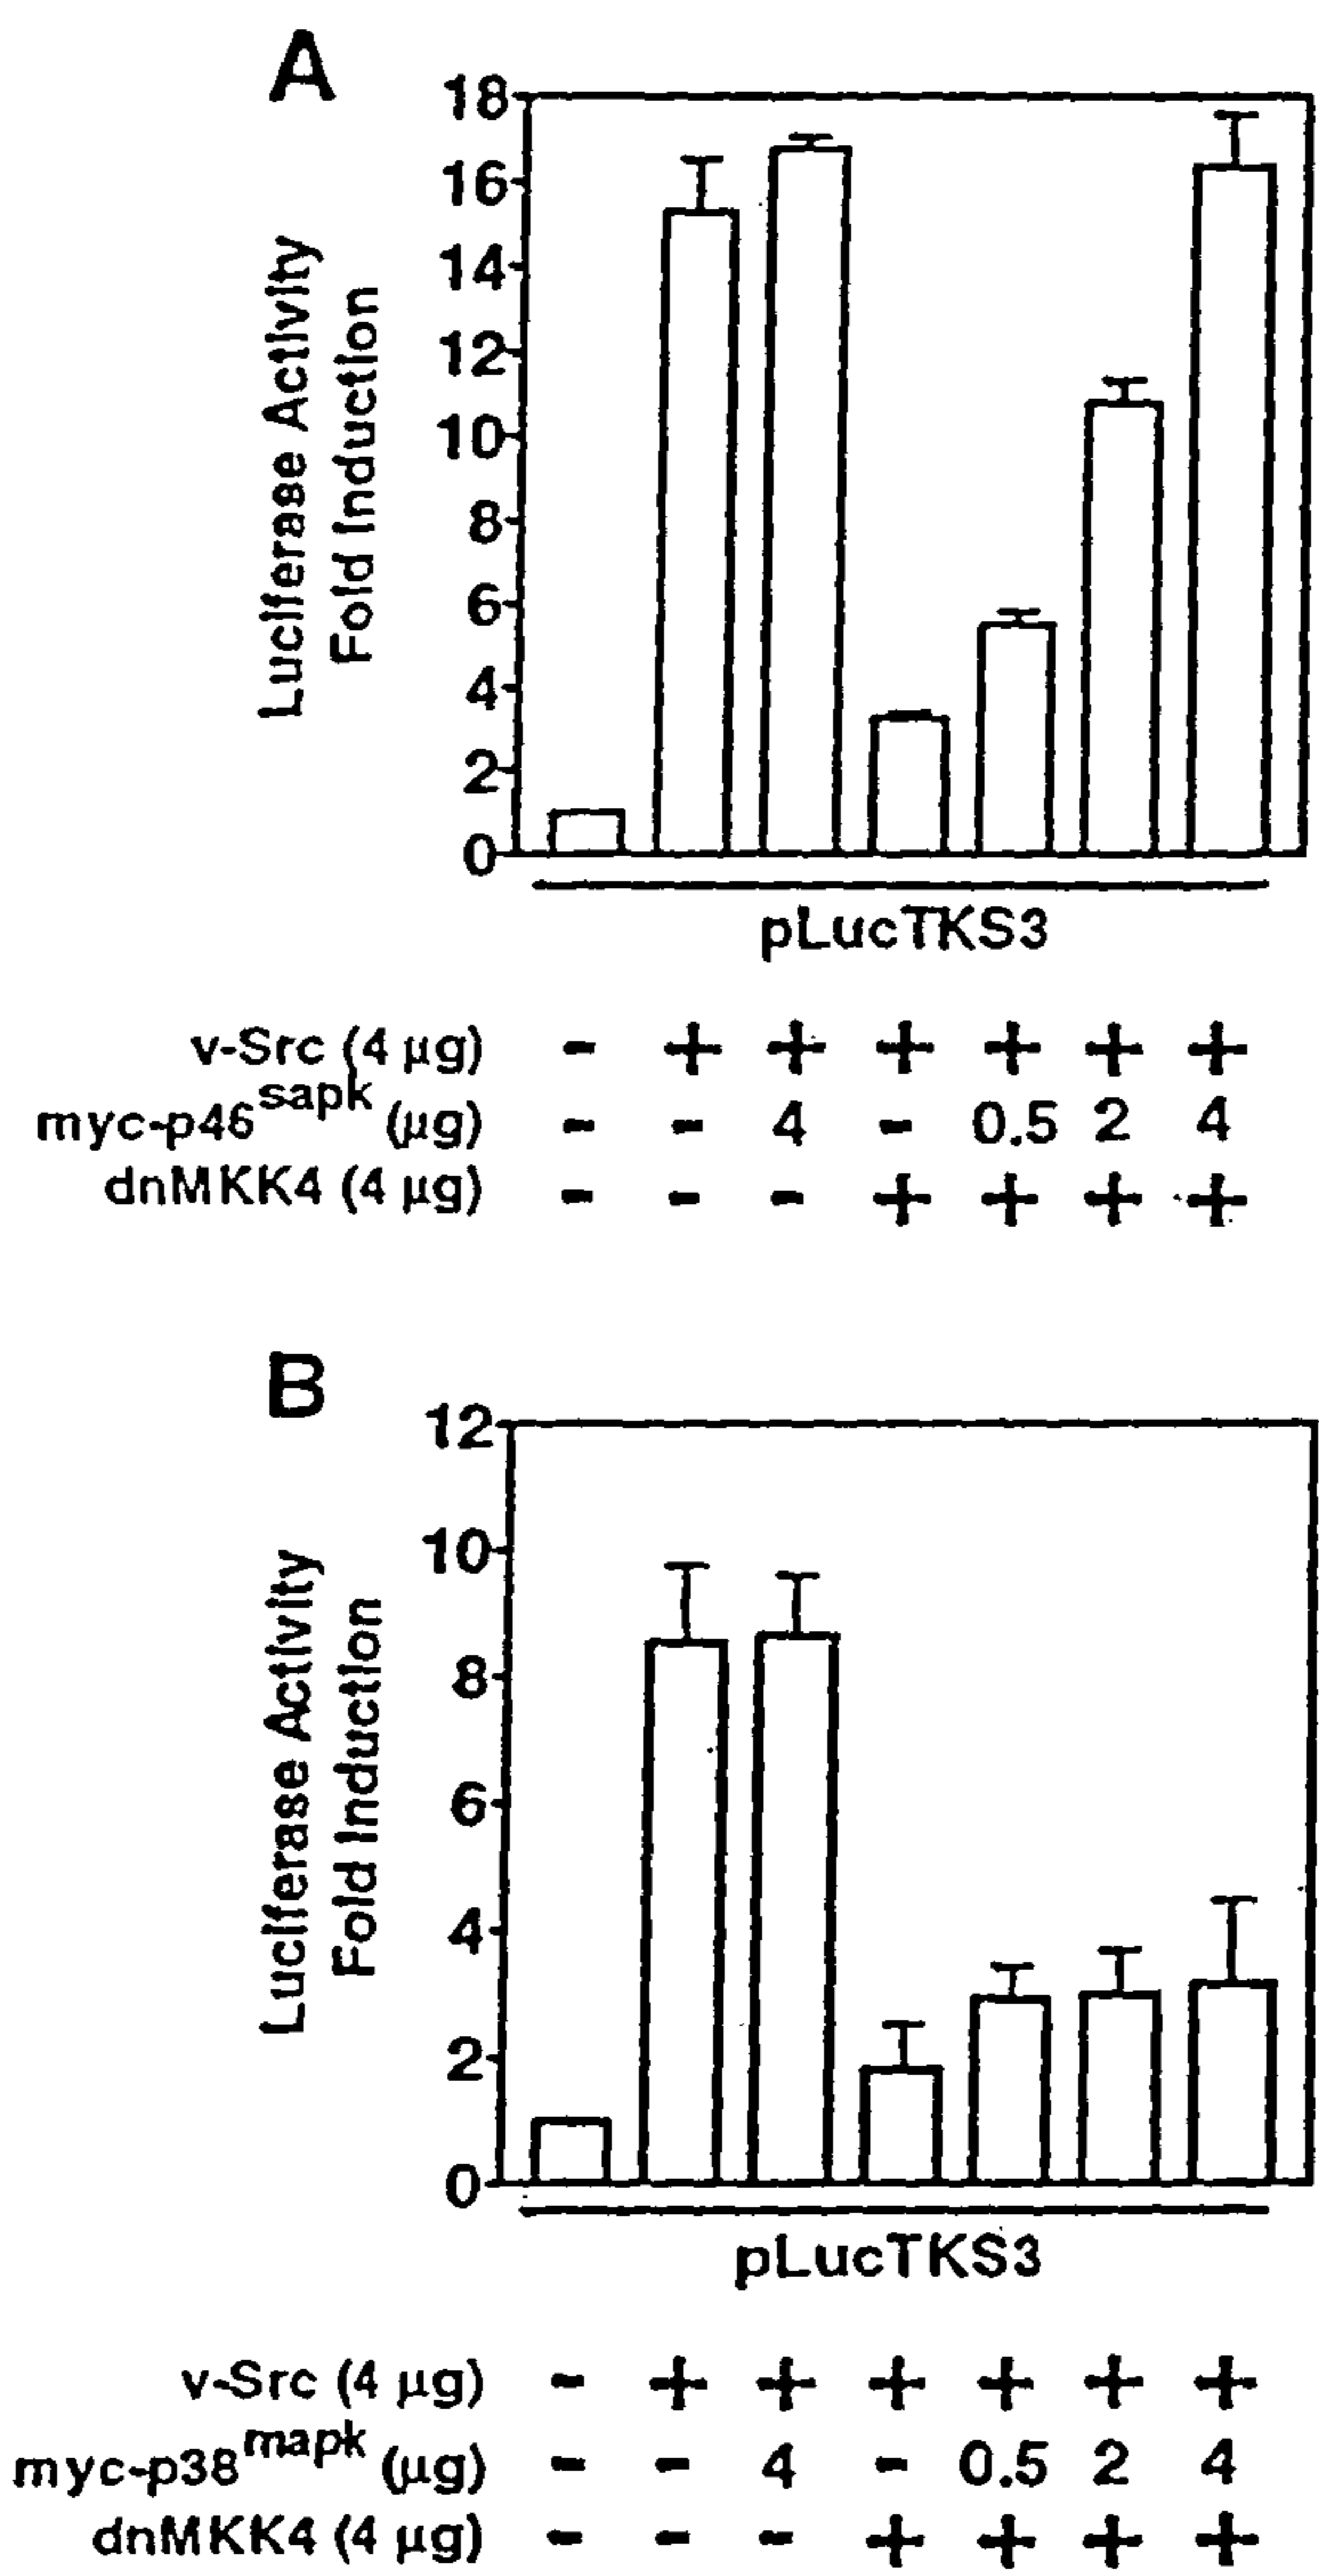 A
18
16
14
12
10
8
6
4
2
0
Luciferase Activity
Fold Induction
pLucTKS3
v-Src (4 µg) - + + + + + +
myc-p46sapk (µg) - - 4 - 0.5 2 4
dnMKK4 (4 µg) - - - + + + +
B
12
10
8
6
4
2
0
Luciferase Activity
Fold Induction
pLucTKS3
v-Src (4 µg) - + + + + + +
myc-p38mapk (µg) - - 4 - 0.5 2 4
dnMKK4 (4 µg) - - - + + + +